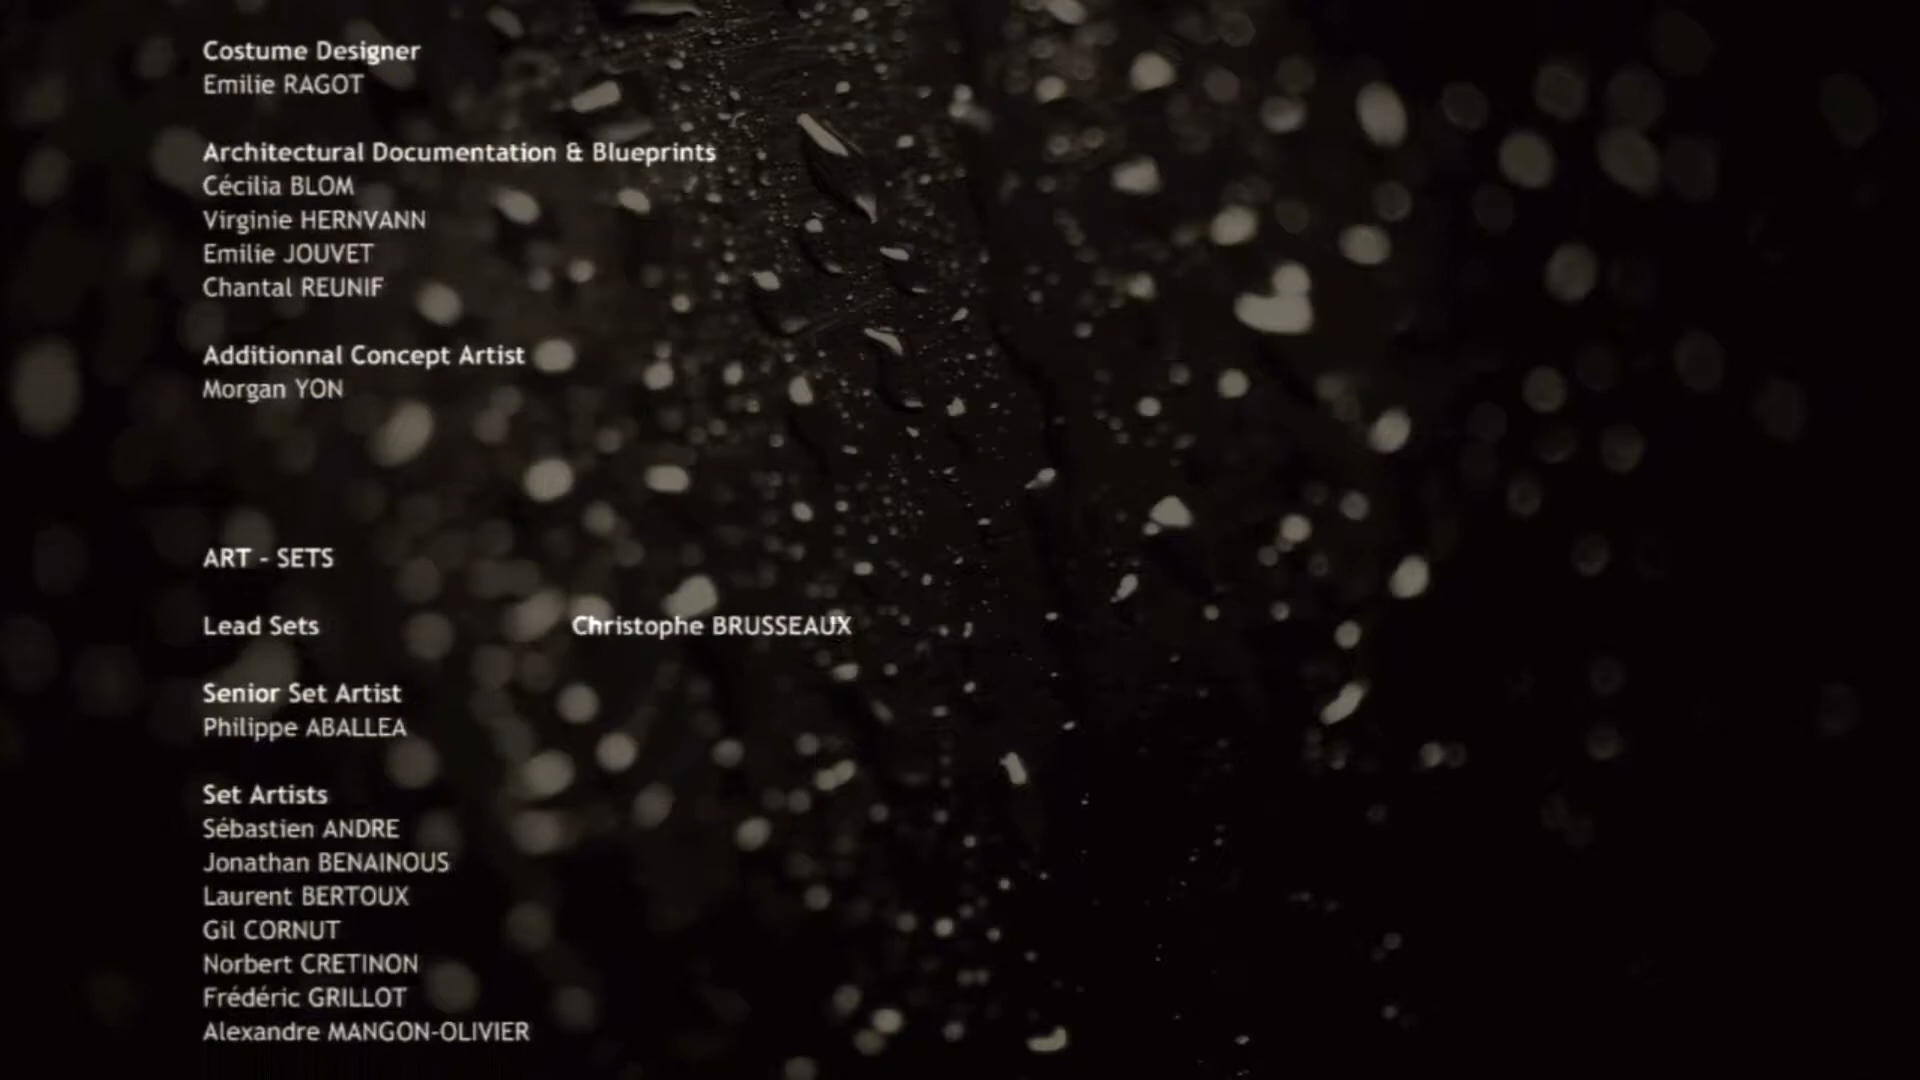 Costume Designer
Emilie RAGOT
Architectural Documentation & Blueprints
Cécilia BLOM
Virginie HERNVANN
Emilie JOUVET
Chantal REUNIF
Additionnal Concept Artist
Morgan YON
ART - SETS
Lead Sets Christophe BRUSSEAUX
Senior Set Artist
Philippe ABALLEA
Set Artists
Sébastien ANDRE
Jonathan BENAINOUS
Laurent BERTOUX
Gil CORNUT
Norbert CRETINON
Frédéric GRILLOT
Alexandre MANGON-OLIVIER